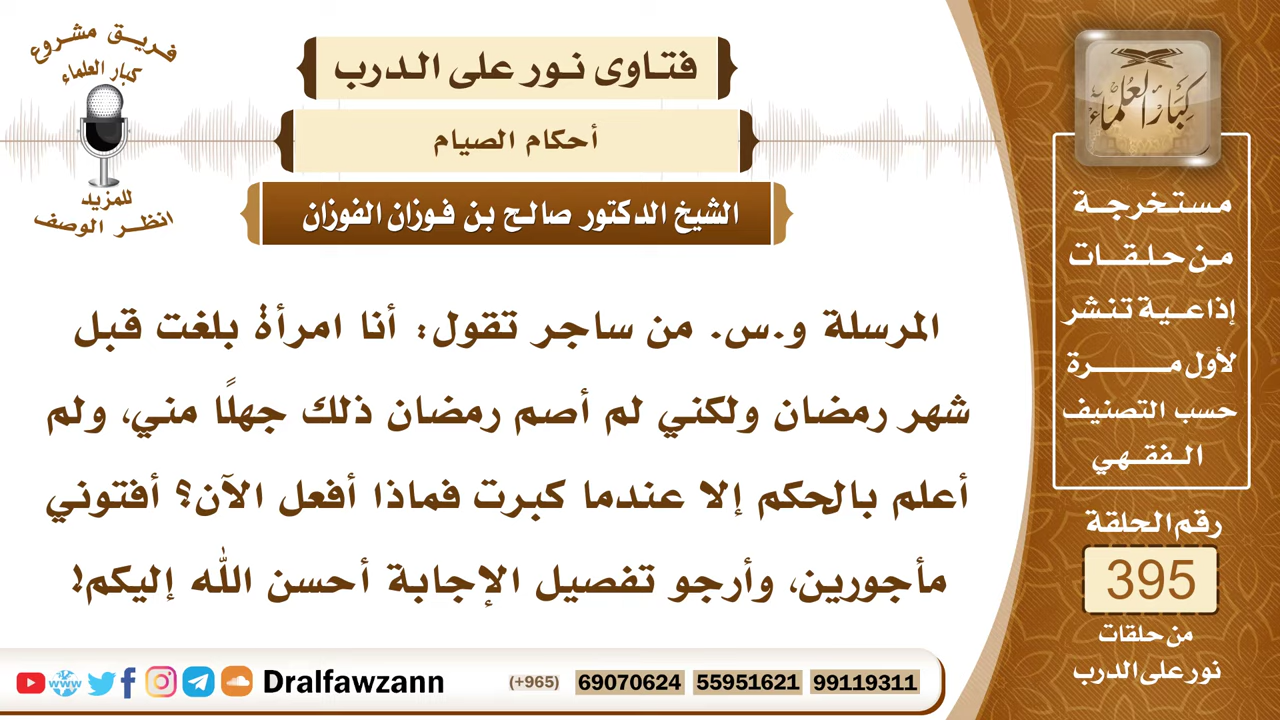 فريق مشروع
كبار العلماء
للمزيد
انظر الوصف
فتاوى نور على الدرب
أحكام الصيام
الشيخ الدكتور صالح بن فوزان الفوزان
المرسلة و.س. من ساجر تقول: أنا امرأةٌ بلغت قبل
شهر رمضان ولكني لم أصم رمضان ذلك جهلًا مني، ولم
أعلم بالحكم إلا عندما كبرت فماذا أفعل الآن؟ أفتوني
مأجورين، وأرجو تفصيل الإجابة أحسن الله إليكم!
كبار العلماء
مستخرجة
من حلقات
إذاعية تنشر
لأول مرة
حسب التصنيف
الفقهي
رقم الحلقة
395
من حلقات
نور على الدرب
www
Dralfawzann
(+965) 69070624 55951621 99119311